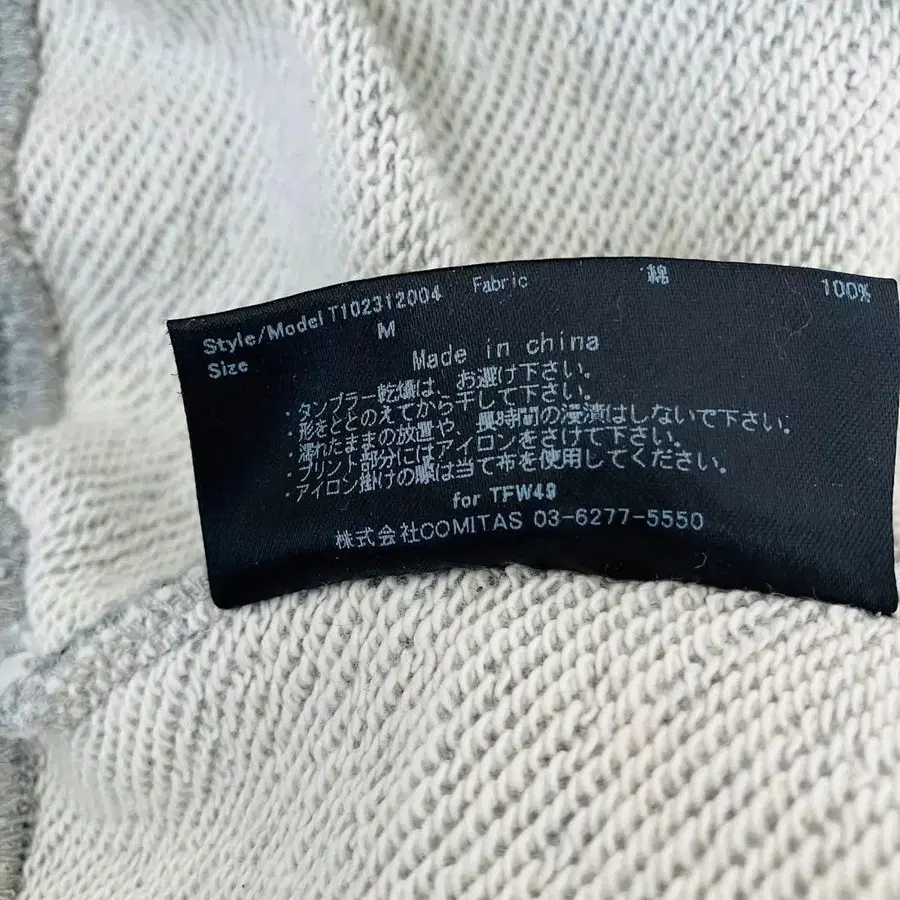 Style/Model T102312004 Fabric 綿 100%
Size M
Made in china
・タンブラー乾燥は、お避け下さい。
・形をととのえてから干して下さい。
・濡れたままの放置や、長時間の浸漬はしないで下さい。
・プリント部分にはアイロンをさけて下さい。
・アイロン掛けの際は当て布を使用してください。
for TFW49
株式会社COMITAS 03-6277-5550